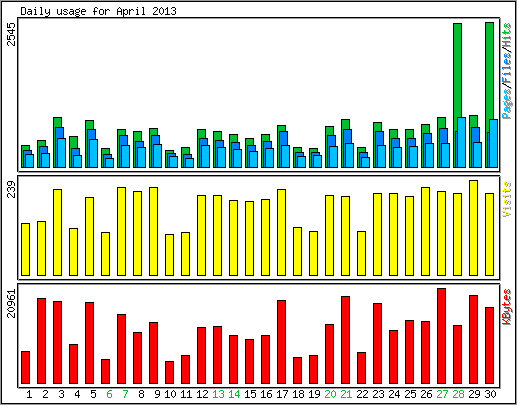 Daily usage for April 2013
2545
Pages/Files/Hits
239
Visits
20961
KBytes
1 2 3 4 5 6 7 8 9 10 11 12 13 14 15 16 17 18 19 20 21 22 23 24 25 26 27 28 29 30